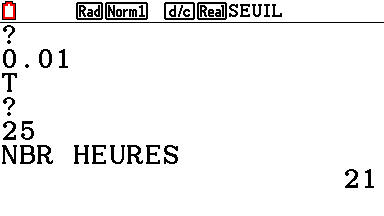 Rad Norm1 d/c Real SEUIL
?
0.01
T
?
25
NBR HEURES
21